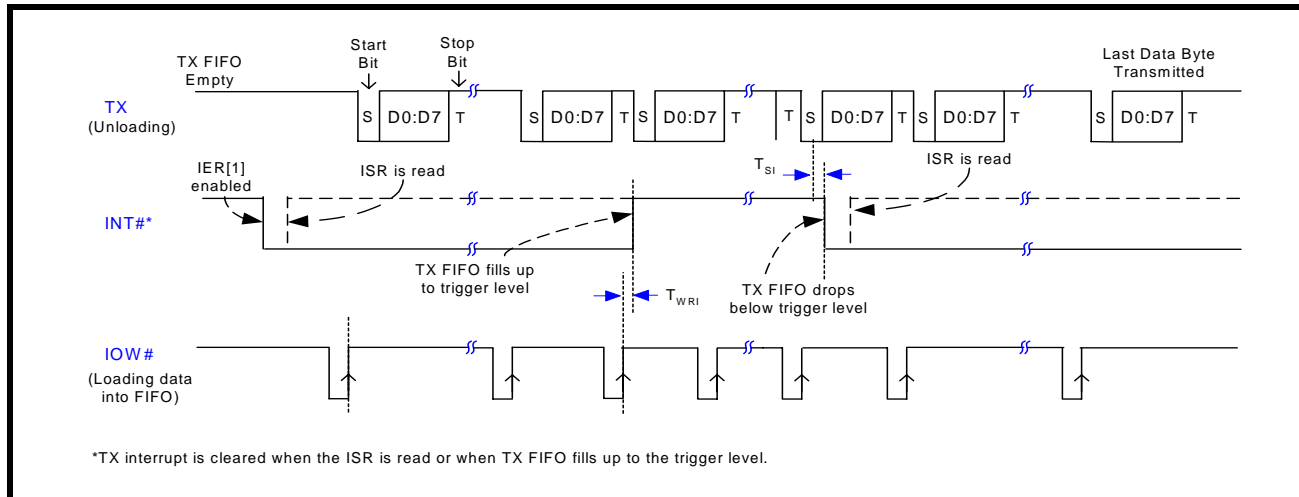 Start
Bit
Stop
Bit
TX FIFO
Empty
Last Data Byte
Transmitted
TX
(Unloading)
S D0:D7 T S D0:D7 T S D0:D7 T T S D0:D7 T S D0:D7 T S D0:D7 T
IER[1]
enabled
ISR is read
TSI
ISR is read
INT#*
TX FIFO fills up
to trigger level
TWRI
TX FIFO drops
below trigger level
IOW#
(Loading data
into FIFO)
*TX interrupt is cleared when the ISR is read or when TX FIFO fills up to the trigger level.